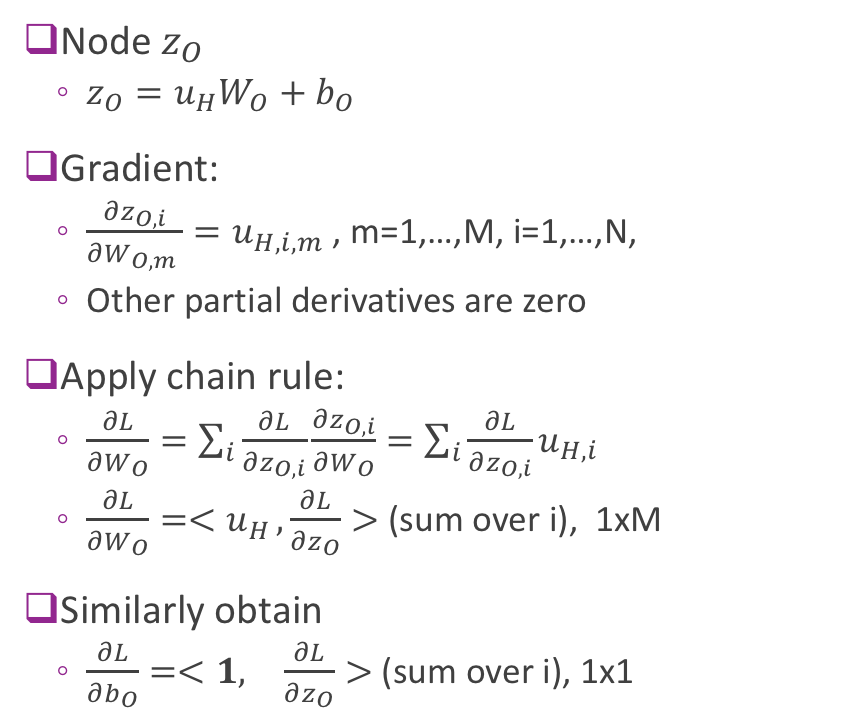 ❑Node z_O
◦ z_O = u_H W_O + b_O
❑Gradient:
◦ ∂z_{O,i}/∂W_{O,m} = u_{H,i,m} , m=1,...,M, i=1,...,N,
◦ Other partial derivatives are zero
❑Apply chain rule:
◦ ∂L/∂W_O = ∑_i ∂L/∂z_{O,i} ∂z_{O,i}/∂W_O = ∑_i ∂L/∂z_{O,i} u_{H,i}
◦ ∂L/∂W_O =< u_H , ∂L/∂z_O > (sum over i), 1xM
❑Similarly obtain
◦ ∂L/∂b_O =< 1, ∂L/∂z_O > (sum over i), 1x1